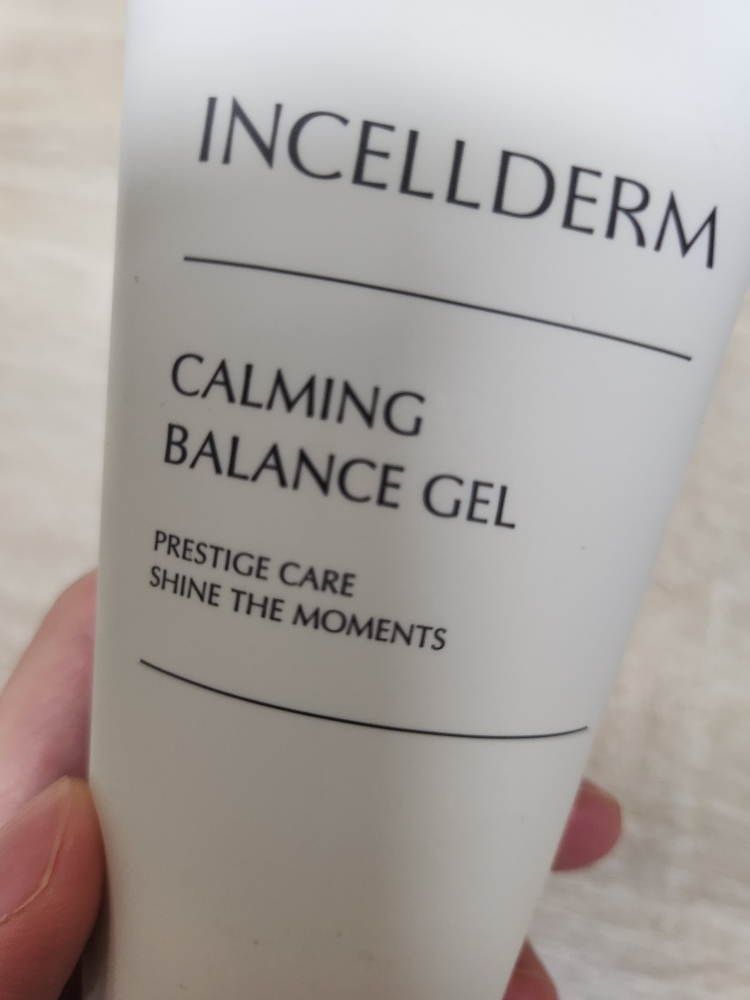 INCELLDERM
CALMING
BALANCE GEL
PRESTIGE CARE
SHINE THE MOMENTS